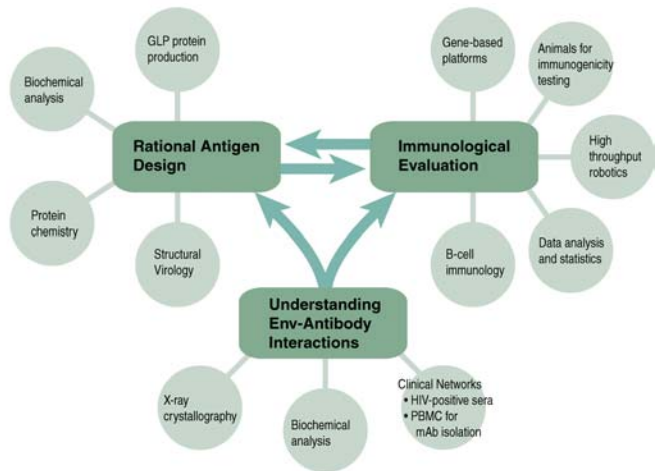 GLP protein
production
Biochemical
analysis
Rational Antigen
Design
Protein
chemistry
Structural
Virology
Gene-based
platforms
Animals for
immunogenicity
testing
Immunological
Evaluation
High
throughput
robotics
B-cell
immunology
Data analysis
and statistics
Understanding
Env-Antibody
Interactions
X-ray
crystallography
Biochemical
analysis
Clinical Networks
• HIV-positive sera
• PBMC for
mAb isolation